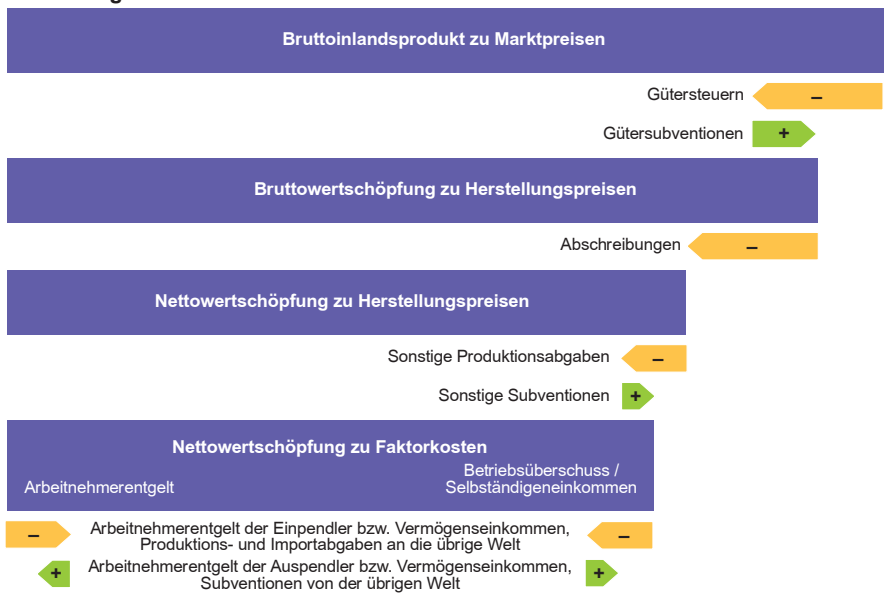 Bruttoinlandsprodukt zu Marktpreisen
Gütersteuern –
Gütersubventionen +
Bruttowertschöpfung zu Herstellungspreisen
Abschreibungen –
Nettowertschöpfung zu Herstellungspreisen
Sonstige Produktionsabgaben –
Sonstige Subventionen +
Nettowertschöpfung zu Faktorkosten
Arbeitnehmerentgelt
Betriebsüberschuss /
Selbständigeneinkommen
– Arbeitnehmerentgelt der Einpendler bzw. Vermögenseinkommen, –
Produktions- und Importabgaben an die übrige Welt
+ Arbeitnehmerentgelt der Auspendler bzw. Vermögenseinkommen, +
Subventionen von der übrigen Welt